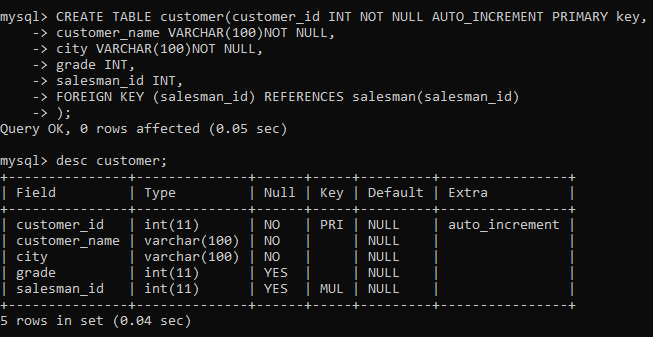 mysql> CREATE TABLE customer(customer_id INT NOT NULL AUTO_INCREMENT PRIMARY key,
    -> customer_name VARCHAR(100)NOT NULL,
    -> city VARCHAR(100)NOT NULL,
    -> grade INT,
    -> salesman_id INT,
    -> FOREIGN KEY (salesman_id) REFERENCES salesman(salesman_id)
    -> );
Query OK, 0 rows affected (0.05 sec)

mysql> desc customer;
+---------------+--------------+------+-----+---------+----------------+
| Field         | Type         | Null | Key | Default | Extra          |
+---------------+--------------+------+-----+---------+----------------+
| customer_id   | int(11)      | NO   | PRI | NULL    | auto_increment |
| customer_name | varchar(100) | NO   |     | NULL    |                |
| city          | varchar(100) | NO   |     | NULL    |                |
| grade         | int(11)      | YES  |     | NULL    |                |
| salesman_id   | int(11)      | YES  | MUL | NULL    |                |
+---------------+--------------+------+-----+---------+----------------+
5 rows in set (0.04 sec)